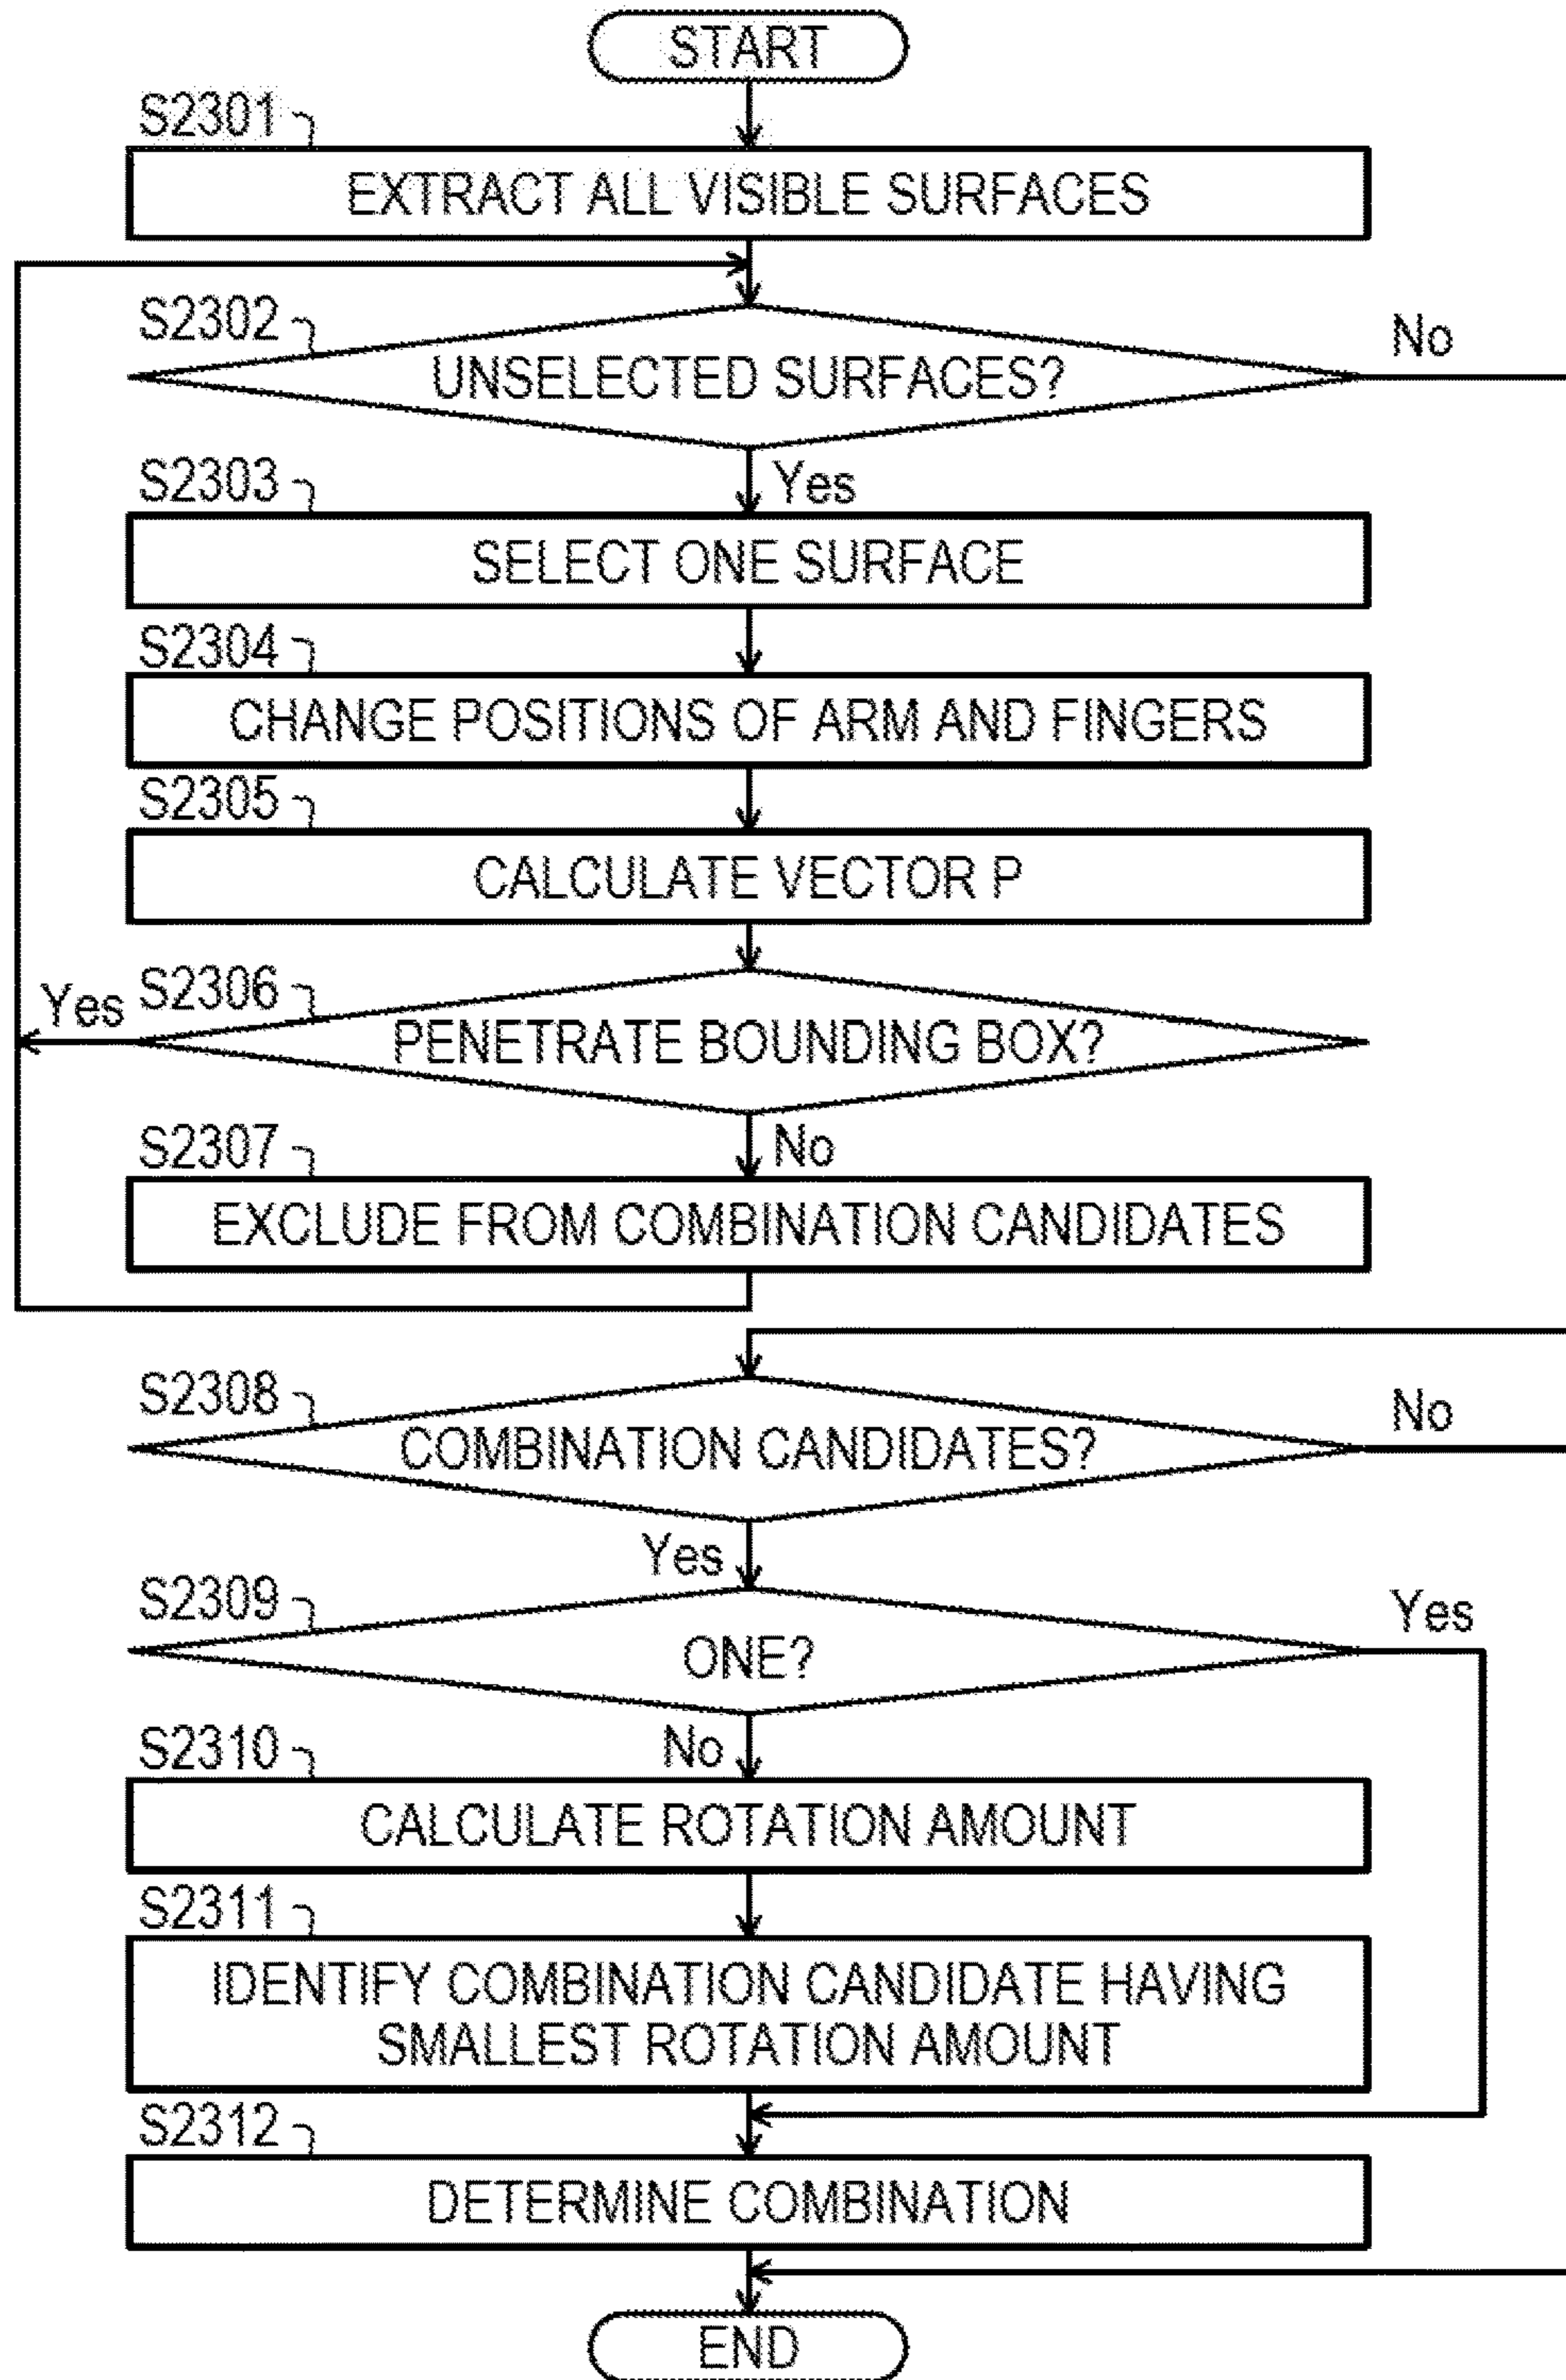 START
S2301
EXTRACT ALL VISIBLE SURFACES
S2302
UNSELECTED SURFACES?
No
Yes
S2303
SELECT ONE SURFACE
S2304
CHANGE POSITIONS OF ARM AND FINGERS
S2305
CALCULATE VECTOR P
S2306
Yes
PENETRATE BOUNDING BOX?
No
S2307
EXCLUDE FROM COMBINATION CANDIDATES
S2308
COMBINATION CANDIDATES?
No
Yes
S2309
ONE?
Yes
No
S2310
CALCULATE ROTATION AMOUNT
S2311
IDENTIFY COMBINATION CANDIDATE HAVING
SMALLEST ROTATION AMOUNT
S2312
DETERMINE COMBINATION
END